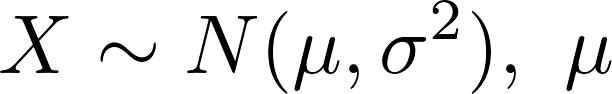 X ∼ N(μ, σ²), μ